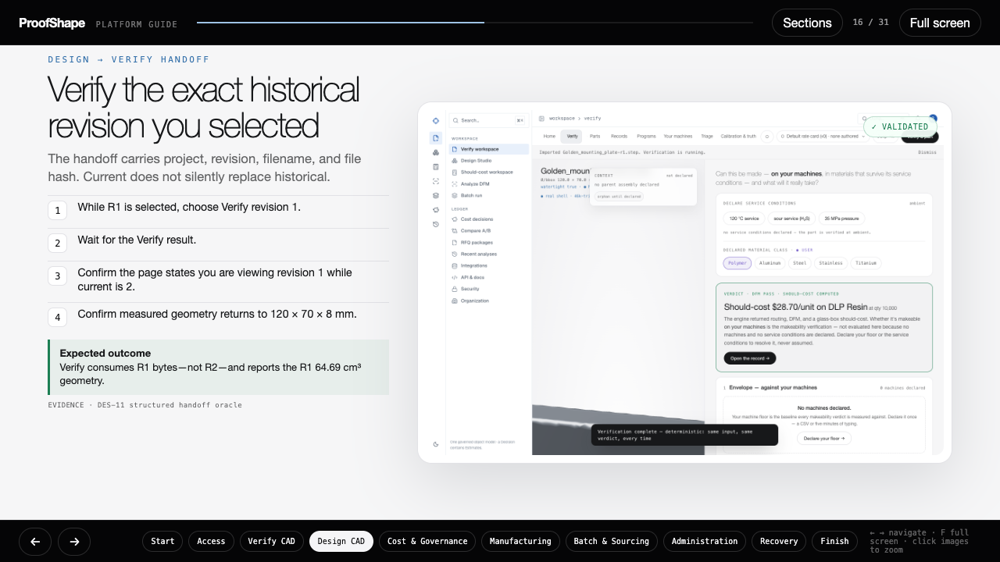 ProofShape PLATFORM GUIDE
Sections
16 / 31
Full screen
DESIGN → VERIFY HANDOFF
Verify the exact historical
revision you selected
The handoff carries project, revision, filename, and file
hash. Current does not silently replace historical.
1 While R1 is selected, choose Verify revision 1.
2 Wait for the Verify result.
3 Confirm the page states you are viewing revision 1 while
current is 2.
4 Confirm measured geometry returns to 120 × 70 × 8 mm.
Expected outcome
Verify consumes R1 bytes—not R2—and reports the R1 64.69 cm³
geometry.
EVIDENCE · DES-11 structured handoff oracle
Search...
WORKSPACE
Verify workspace
Design Studio
Should-cost workspace
Analyze DFM
Batch run
LEDGER
Cost decisions
Compare A/B
RFQ packages
Recent analyses
Integrations
API & docs
Security
Organization
workspace › verify
✓ VALIDATED
Home Verify Parts Records Programs Your machines Triage Calibration & truth
Default rate card (v0) · none authored
Imported Golden_mounting_plate-r1.step. Verification is running.
Dismiss
Golden_moun
watertight true
CONTEXT
not declared
no parent assembly declared
orphan until declared
Can this be made — on your machines, in materials that survive its service
conditions — and what will it really take?
DECLARE SERVICE CONDITIONS
ambient
120 °C service
sour service (H₂S)
35 MPa pressure
no service conditions declared — the part is verified at ambient.
DECLARED MATERIAL CLASS · USER
Polymer
Aluminum
Steel
Stainless
Titanium
VERDICT · DFM PASS · SHOULD-COST COMPUTED
Should-cost $28.70/unit on DLP Resin at qty 10,000
The engine returned routing, DFM, and a glass-box should-cost. Whether it's makeable
on your machines is the makeability verification — not evaluated here because no
machines and no service conditions are declared. Declare your floor or the service
conditions to resolve it, never assumed.
Open the record →
1 Envelope — against your machines
0 machines declared
No machines declared.
Your machine floor is the baseline every makeability verdict is measured against. Declare it once
— a CSV or five minutes of typing.
Declare your floor →
Verification complete — deterministic: same input, same
verdict, every time
Start
Access
Verify CAD
Design CAD
Cost & Governance
Manufacturing
Batch & Sourcing
Administration
Recovery
Finish
← → navigate · F full
screen · click images
to zoom